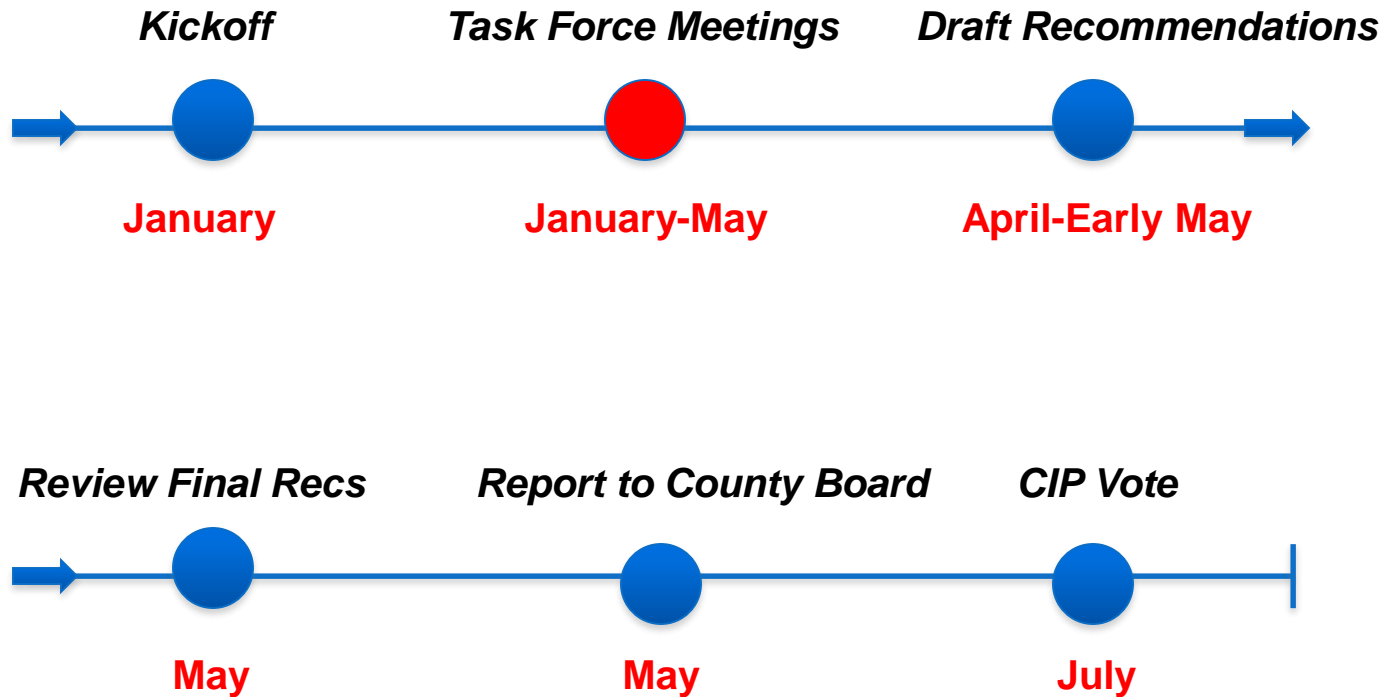 Kickoff
Task Force Meetings
Draft Recommendations
January
January-May
April-Early May
Review Final Recs
Report to County Board
CIP Vote
May
May
July